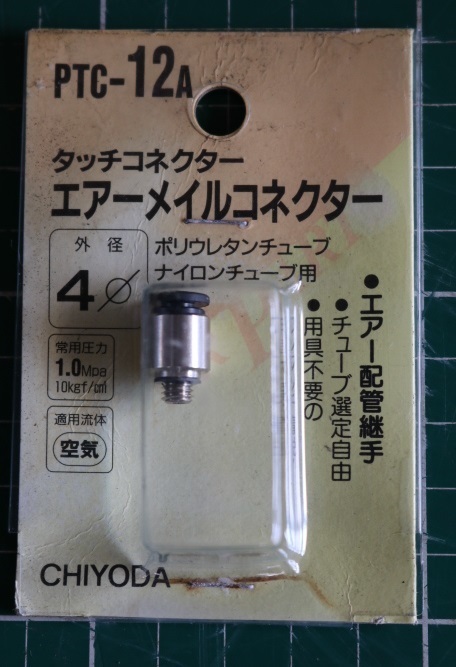 PTC-12A
タッチコネクター
エアーメイルコネクター
外径
4⌀
ポリウレタンチューブ
ナイロンチューブ用
常用圧力
1.0Mpa
10kgf/c㎡
適用流体
空気
●用具不要の
●チューブ選定自由
●エアー配管継手
CHIYODA